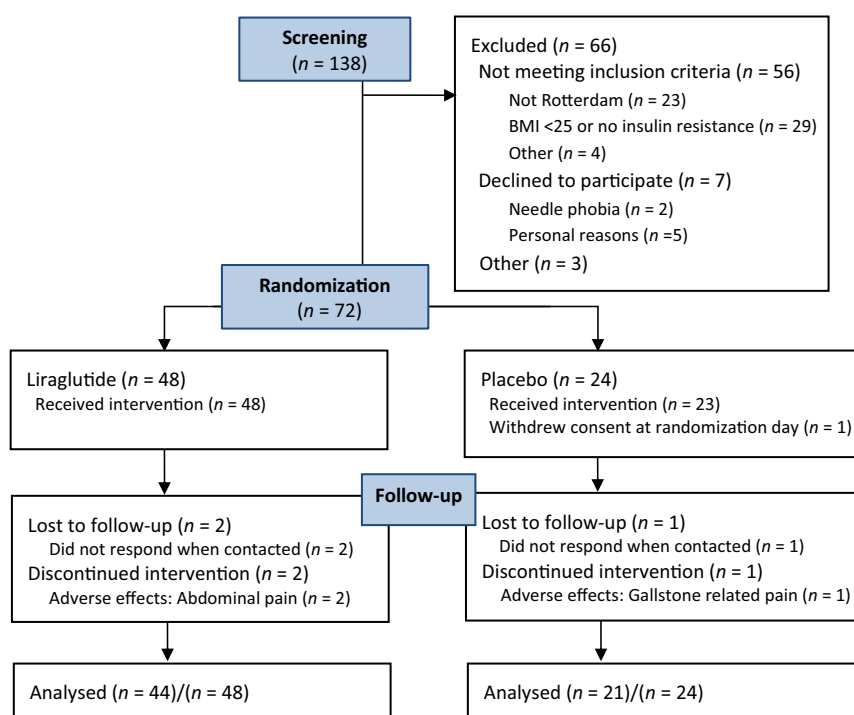 Screening
(n = 138)
Excluded (n = 66)
Not meeting inclusion criteria (n = 56)
Not Rotterdam (n = 23)
BMI <25 or no insulin resistance (n = 29)
Other (n = 4)
Declined to participate (n = 7)
Needle phobia (n = 2)
Personal reasons (n =5)
Other (n = 3)
Randomization
(n = 72)
Liraglutide (n = 48)
Received intervention (n = 48)
Placebo (n = 24)
Received intervention (n = 23)
Withdrew consent at randomization day (n = 1)
Follow-up
Lost to follow-up (n = 2)
Did not respond when contacted (n = 2)
Discontinued intervention (n = 2)
Adverse effects: Abdominal pain (n = 2)
Lost to follow-up (n = 1)
Did not respond when contacted (n = 1)
Discontinued intervention (n = 1)
Adverse effects: Gallstone related pain (n = 1)
Analysed (n = 44)/(n = 48)
Analysed (n = 21)/(n = 24)